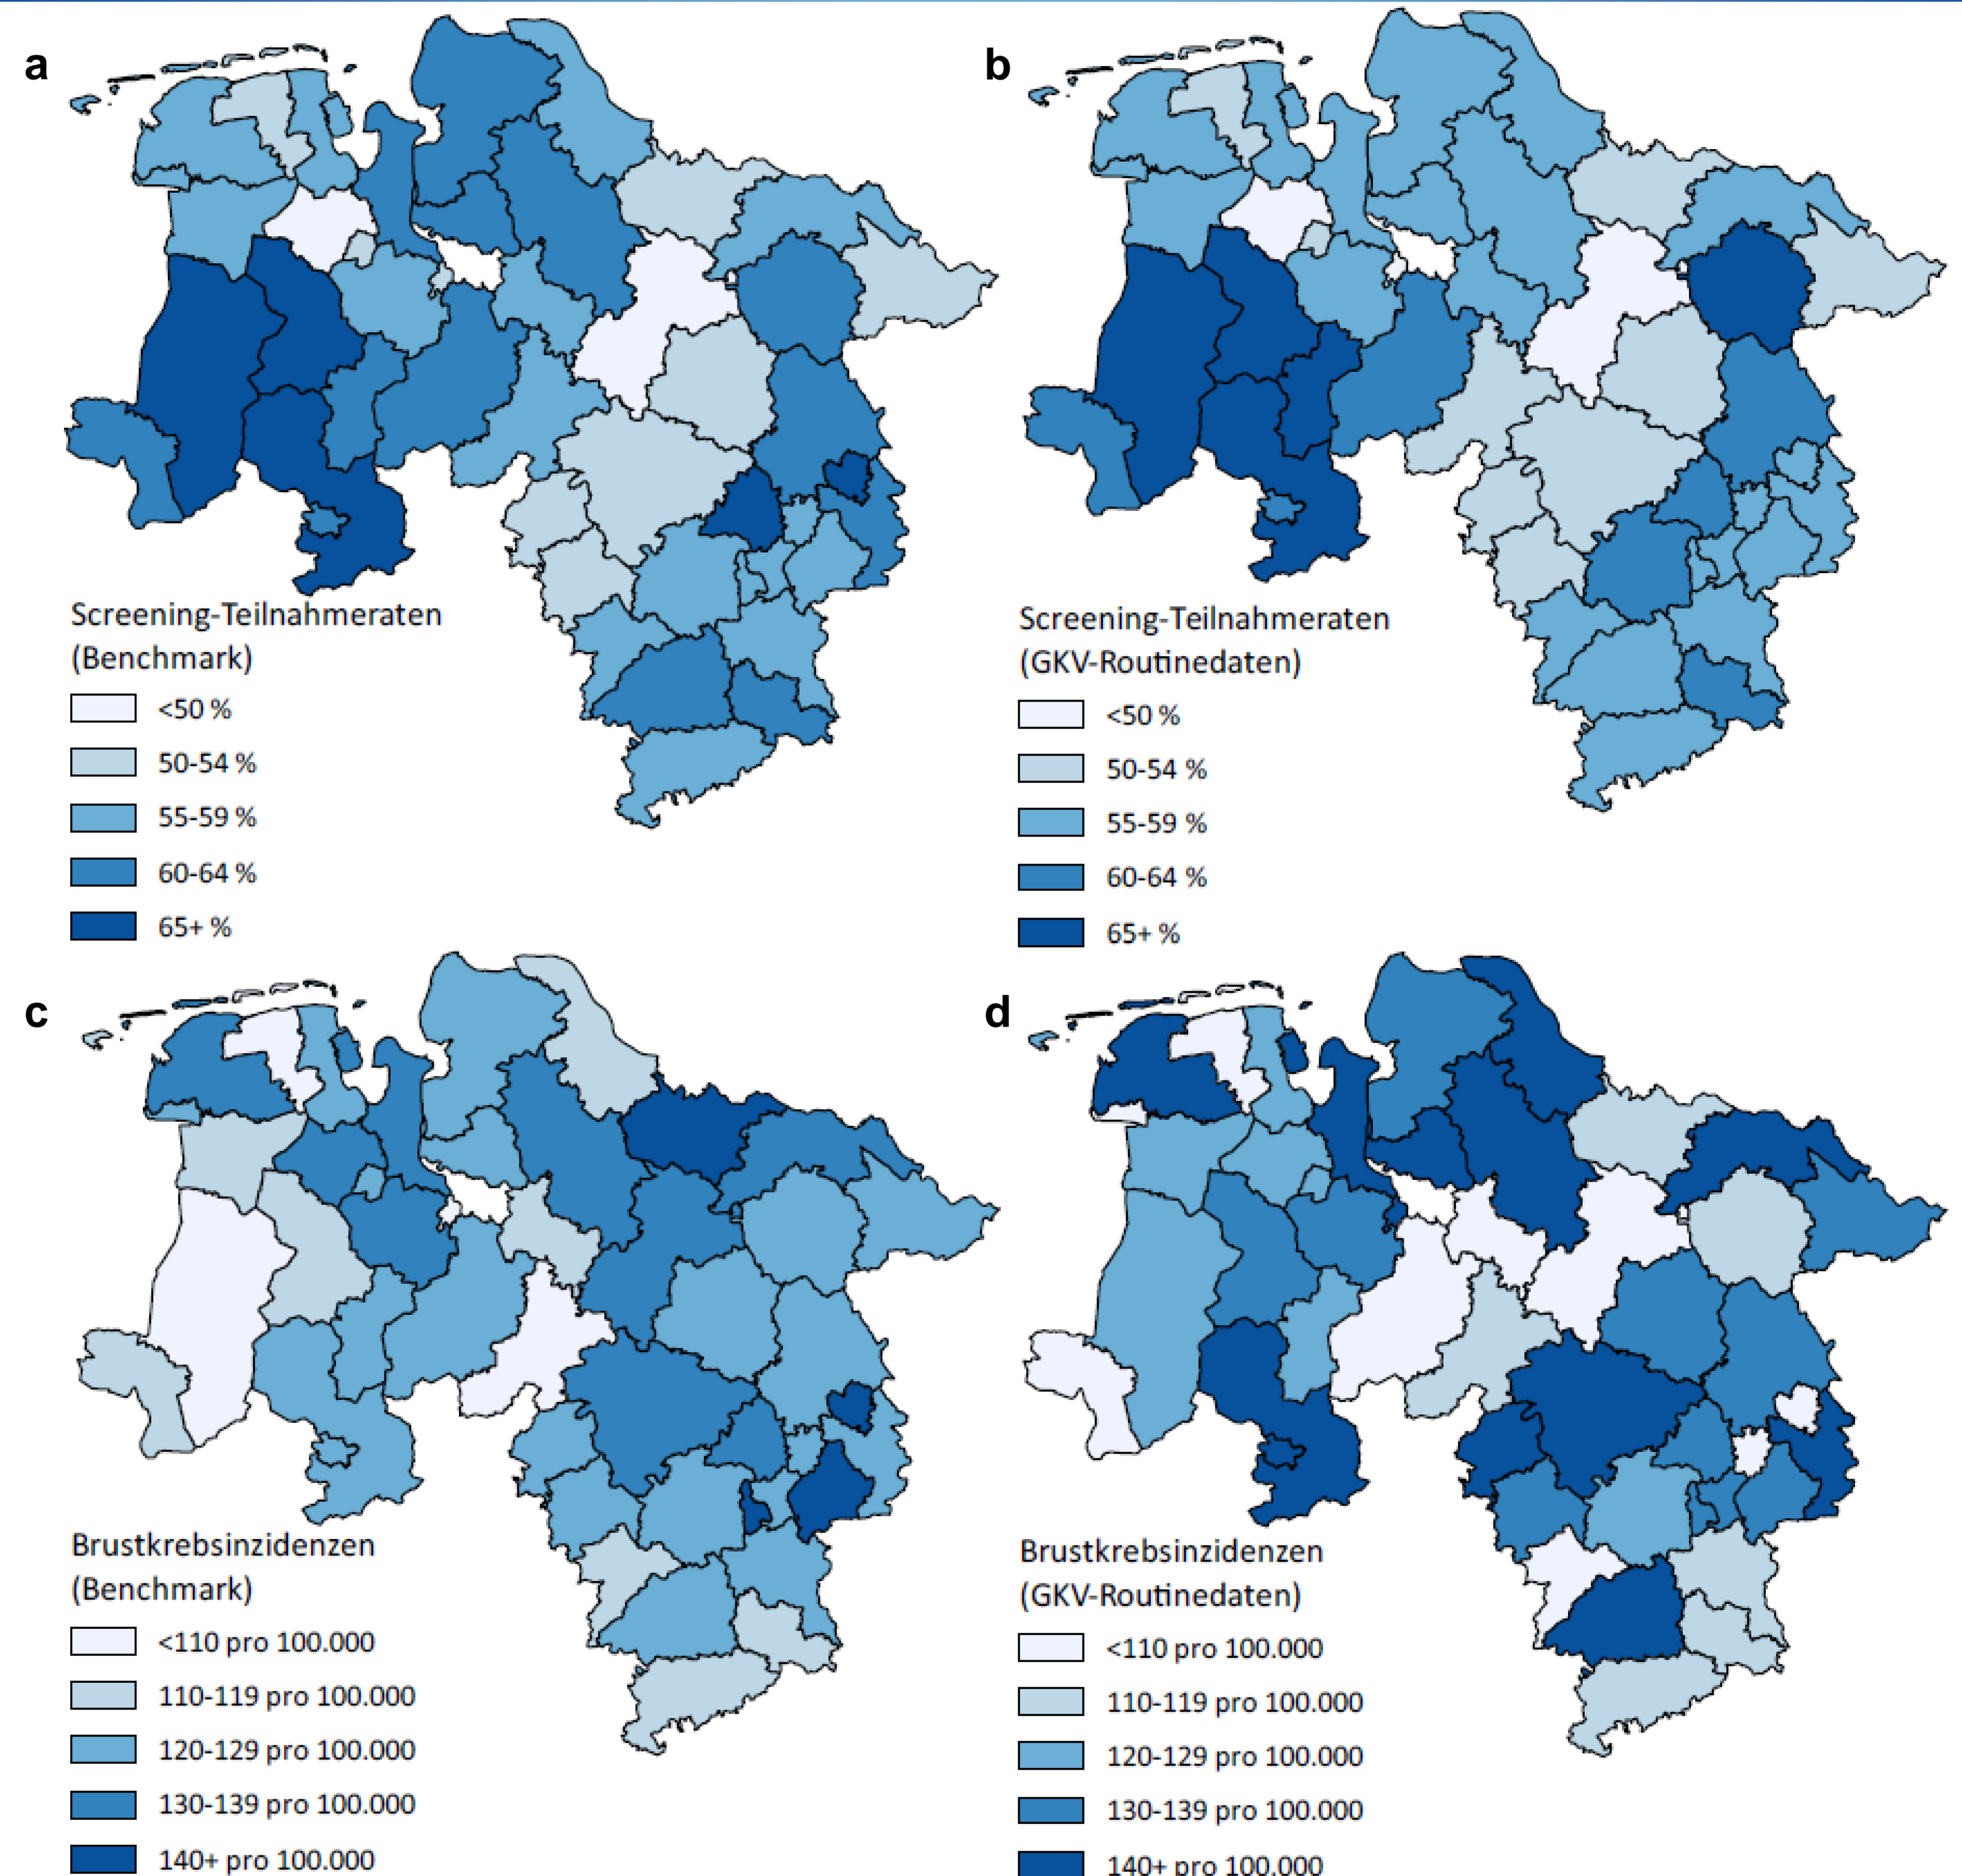 a
b
Screening-Teilnahmeraten
(Benchmark)
<50 %
50-54 %
55-59 %
60-64 %
65+ %
Screening-Teilnahmeraten
(GKV-Routinedaten)
<50 %
50-54 %
55-59 %
60-64 %
65+ %
c
d
Brustkrebsinzidenzen
(Benchmark)
<110 pro 100.000
110-119 pro 100.000
120-129 pro 100.000
130-139 pro 100.000
140+ pro 100.000
Brustkrebsinzidenzen
(GKV-Routinedaten)
<110 pro 100.000
110-119 pro 100.000
120-129 pro 100.000
130-139 pro 100.000
140+ pro 100.000